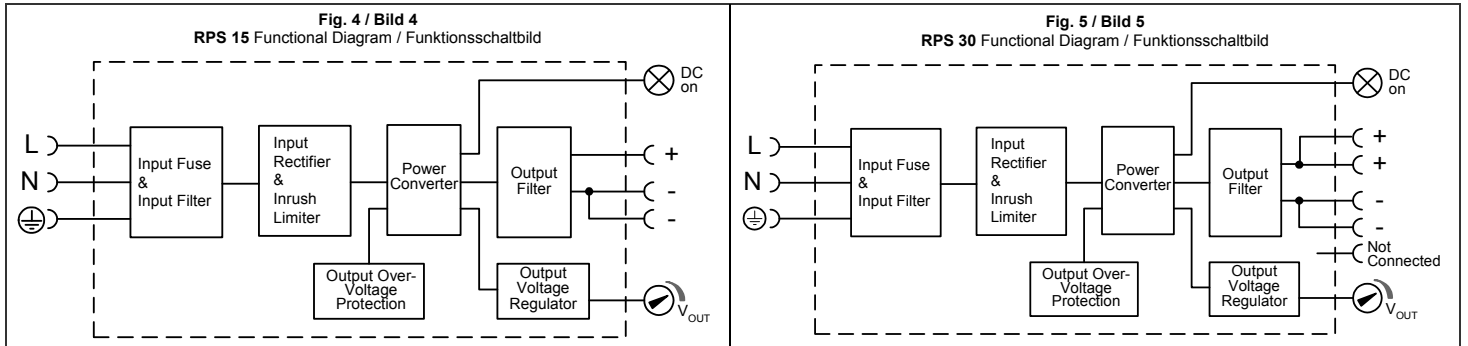 Fig. 4 / Bild 4
RPS 15 Functional Diagram / Funktionsschaltbild
DC
on
L
N
Input Fuse
&
Input Filter
Input
Rectifier
&
Inrush
Limiter
Power
Converter
Output
Filter
+
-
-
Output Over-
Voltage
Protection
Output
Voltage
Regulator
VOUT
Fig. 5 / Bild 5
RPS 30 Functional Diagram / Funktionsschaltbild
DC
on
L
N
Input Fuse
&
Input Filter
Input
Rectifier
&
Inrush
Limiter
Power
Converter
Output
Filter
+
+
-
-
Not
Connected
Output Over-
Voltage
Protection
Output
Voltage
Regulator
VOUT